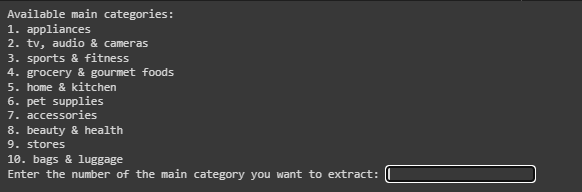 Available main categories:
1. appliances
2. tv, audio & cameras
3. sports & fitness
4. grocery & gourmet foods
5. home & kitchen
6. pet supplies
7. accessories
8. beauty & health
9. stores
10. bags & luggage
Enter the number of the main category you want to extract: